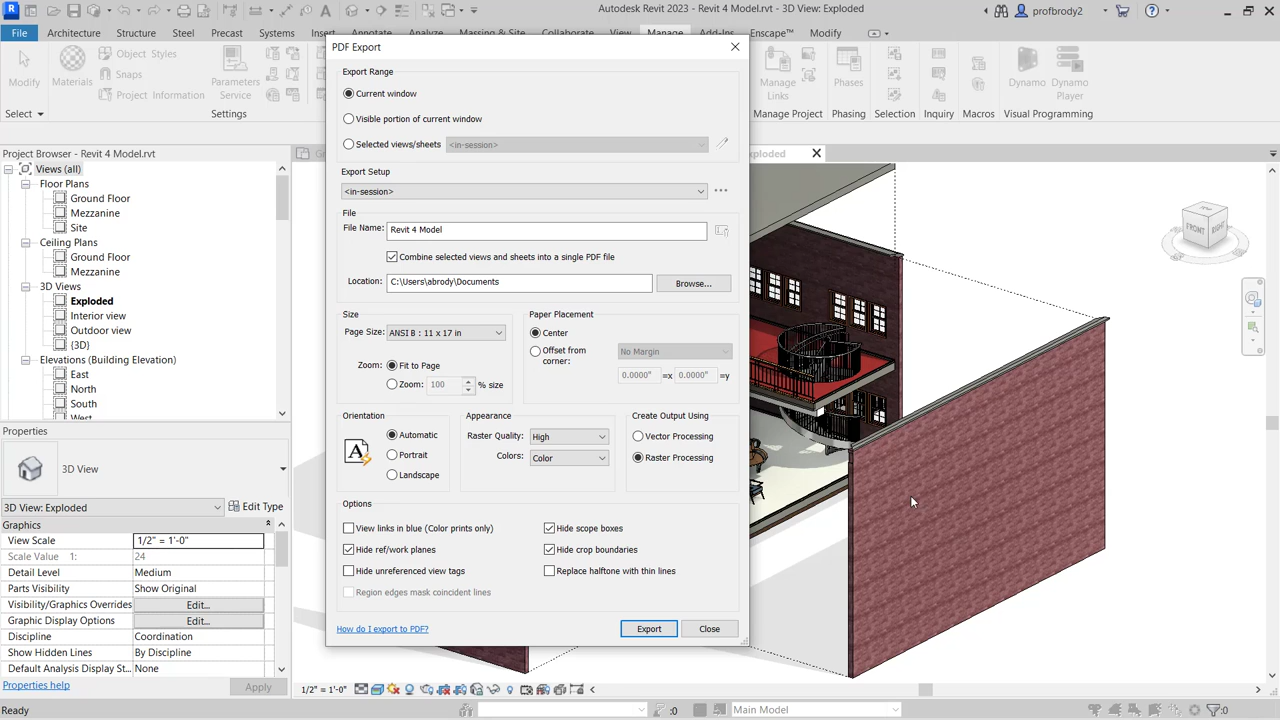 Autodesk Revit 2023 - Revit 4 Model.rvt - 3D View: Exploded
profbrody2
File
Architecture
Structure
Steel
Precast
Systems
Insert
Annotate
Analyze
Massing & Site
Collaborate
View
Manage
Add-Ins
Enscape™
Modify
Modify
Materials
Object Styles
Snaps
Project Information
Parameters
Service
Manage
Links
Phases
Dynamo
Dynamo
Player
Select
Settings
Manage Project
Phasing
Selection
Inquiry
Macros
Visual Programming
Project Browser - Revit 4 Model.rvt
Views (all)
Floor Plans
Ground Floor
Mezzanine
Site
Ceiling Plans
Ground Floor
Mezzanine
3D Views
Exploded
Interior view
Outdoor view
{3D}
Elevations (Building Elevation)
East
North
South
West
Properties
3D View
3D View: Exploded
Edit Type
Graphics
View Scale
1/2" = 1'-0"
Scale Value 1:
24
Detail Level
Medium
Parts Visibility
Show Original
Visibility/Graphics Overrides
Edit...
Graphic Display Options
Edit...
Discipline
Coordination
Show Hidden Lines
By Discipline
Default Analysis Display St...
None
Properties help
Apply
Ready
PDF Export
Export Range
Current window
Visible portion of current window
Selected views/sheets
<in-session>
Export Setup
<in-session>
File
File Name:
Revit 4 Model
Combine selected views and sheets into a single PDF file
Location:
C:\Users\abrody\Documents
Browse...
Size
Page Size:
ANSI B : 11 x 17 in
Zoom:
Fit to Page
Zoom:
100
% size
Paper Placement
Center
Offset from
corner:
No Margin
0.0000"
=x
0.0000"
=y
Orientation
Automatic
Portrait
Landscape
Appearance
Raster Quality:
High
Colors:
Color
Create Output Using
Vector Processing
Raster Processing
Options
View links in blue (Color prints only)
Hide ref/work planes
Hide unreferenced view tags
Region edges mask coincident lines
Hide scope boxes
Hide crop boundaries
Replace halftone with thin lines
How do I export to PDF?
Export
Close
FRONT
RIGHT
1/2" = 1'-0"
:0
Main Model
:0